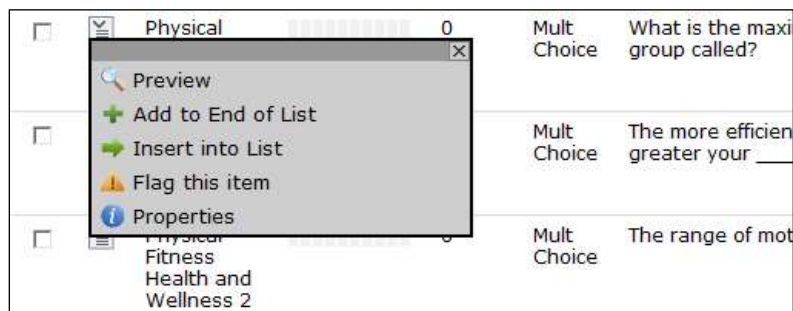 Physical 0 Mult Choice What is the maxi
group called?
Preview
Add to End of List
Insert into List
Flag this item
Properties
Mult Choice The more efficien
greater your ____
Physical Fitness Health and Wellness 2 Mult Choice The range of mot